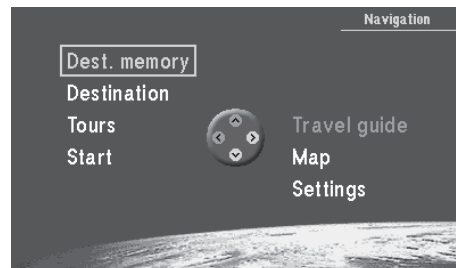 Navigation
Dest. memory
Destination
Tours
Start
Travel guide
Map
Settings